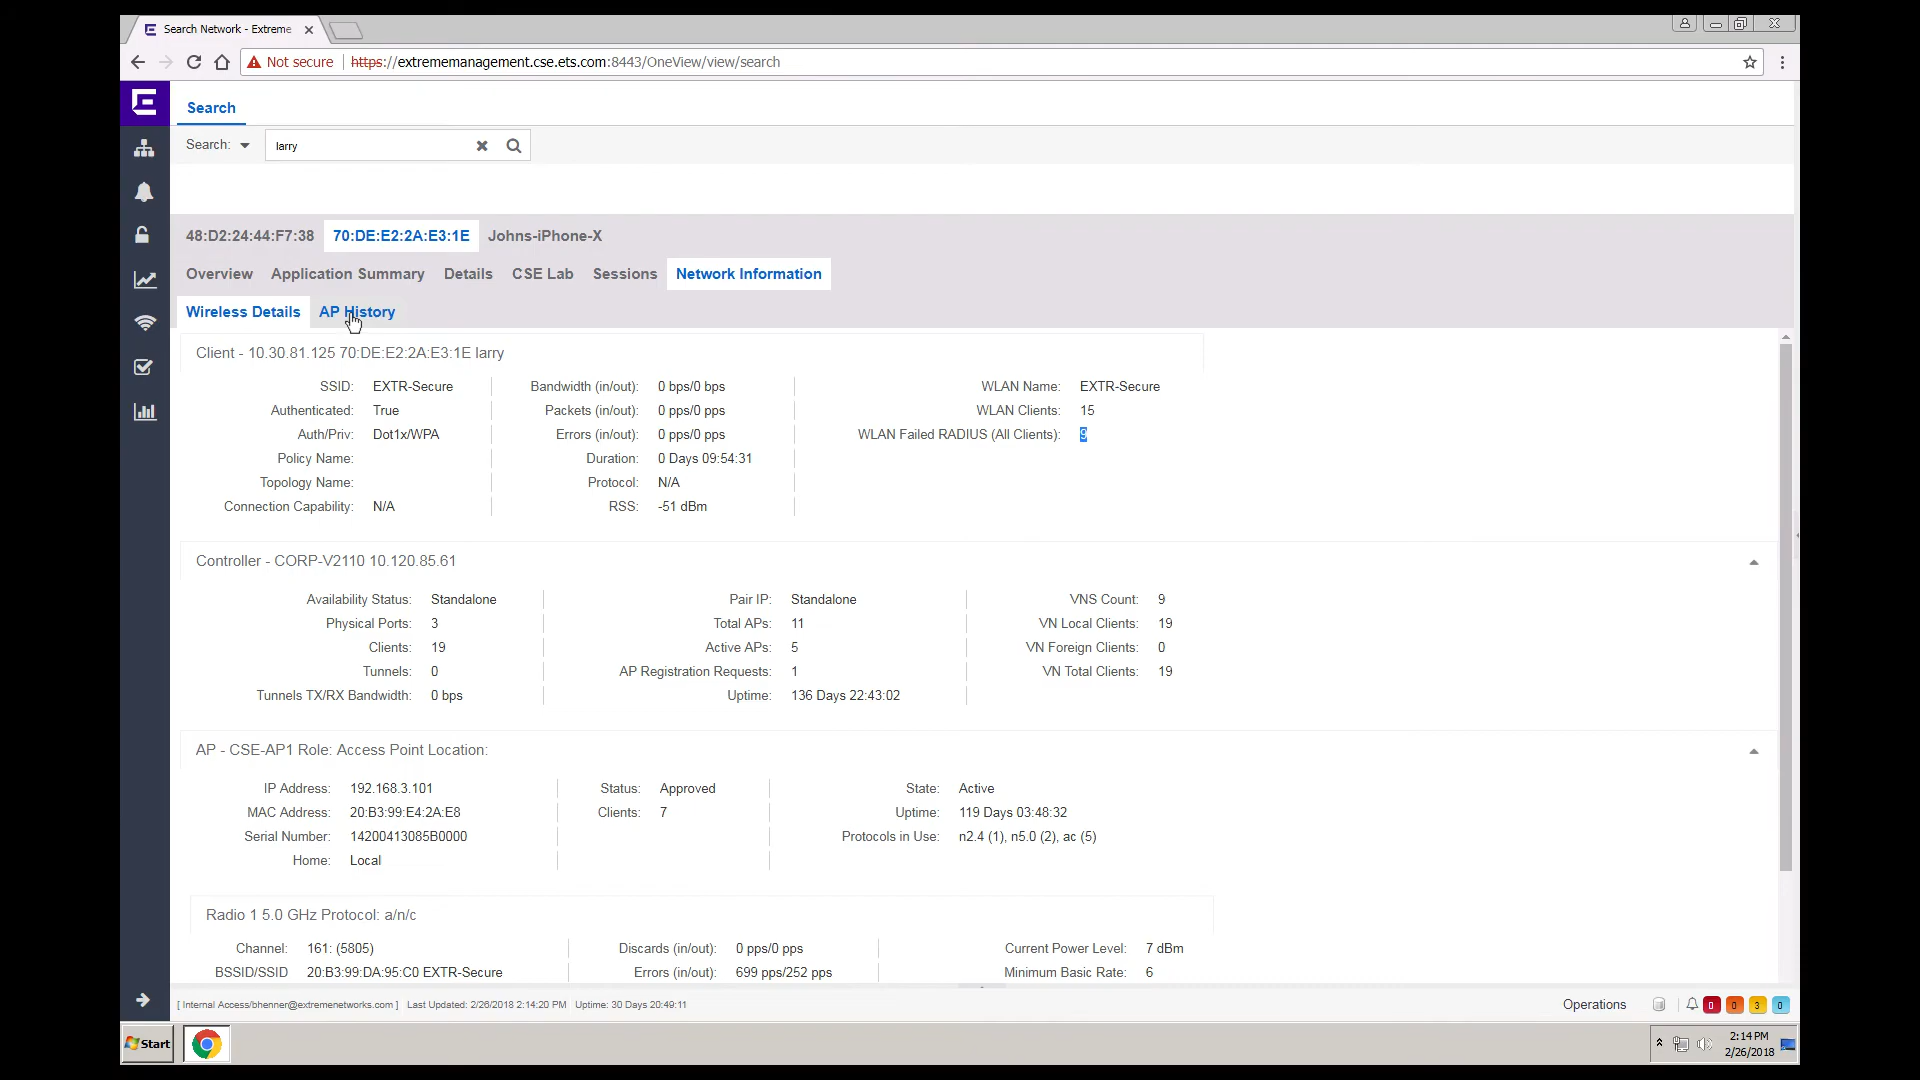 Search Network - Extreme
Not secure | https://extrememanagement.cse.ets.com:8443/OneView/view/search
Search
Search: larry
48:D2:24:44:F7:38 70:DE:E2:2A:E3:1E Johns-iPhone-X
Overview Application Summary Details CSE Lab Sessions Network Information
Wireless Details AP History
Client - 10.30.81.125 70:DE:E2:2A:E3:1E larry
SSID: EXTR-Secure Bandwidth (in/out): 0 bps/0 bps WLAN Name: EXTR-Secure
Authenticated: True Packets (in/out): 0 pps/0 pps WLAN Clients: 15
Auth/Priv: Dot1x/WPA Errors (in/out): 0 pps/0 pps WLAN Failed RADIUS (All Clients): 9
Policy Name: Duration: 0 Days 09:54:31
Topology Name: Protocol: N/A
Connection Capability: N/A RSS: -51 dBm
Controller - CORP-V2110 10.120.85.61
Availability Status: Standalone Pair IP: Standalone VNS Count: 9
Physical Ports: 3 Total APs: 11 VN Local Clients: 19
Clients: 19 Active APs: 5 VN Foreign Clients: 0
Tunnels: 0 AP Registration Requests: 1 VN Total Clients: 19
Tunnels TX/RX Bandwidth: 0 bps Uptime: 136 Days 22:43:02
AP - CSE-AP1 Role: Access Point Location:
IP Address: 192.168.3.101 Status: Approved State: Active
MAC Address: 20:B3:99:E4:2A:E8 Clients: 7 Uptime: 119 Days 03:48:32
Serial Number: 14200413085B0000 Protocols in Use: n2.4 (1), n5.0 (2), ac (5)
Home: Local
Radio 1 5.0 GHz Protocol: a/n/c
Channel: 161: (5805) Discards (in/out): 0 pps/0 pps Current Power Level: 7 dBm
BSSID/SSID 20:B3:99:DA:95:C0 EXTR-Secure Errors (in/out): 699 pps/252 pps Minimum Basic Rate: 6
[ Internal Access/bhenner@extremenetworks.com ] Last Updated: 2/26/2018 2:14:20 PM Uptime: 30 Days 20:49:11 Operations 0 0 3 0
Start 2:14 PM
2/26/2018